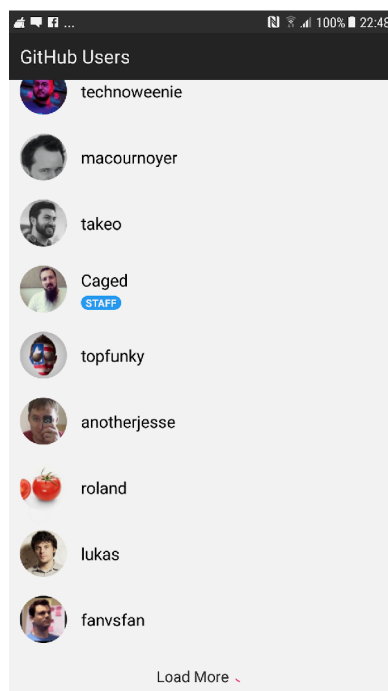 ... 100% 22:48
GitHub Users
technoweenie
macournoyer
takeo
Caged
STAFF
topfunky
anotherjesse
roland
lukas
fanvsfan
Load More